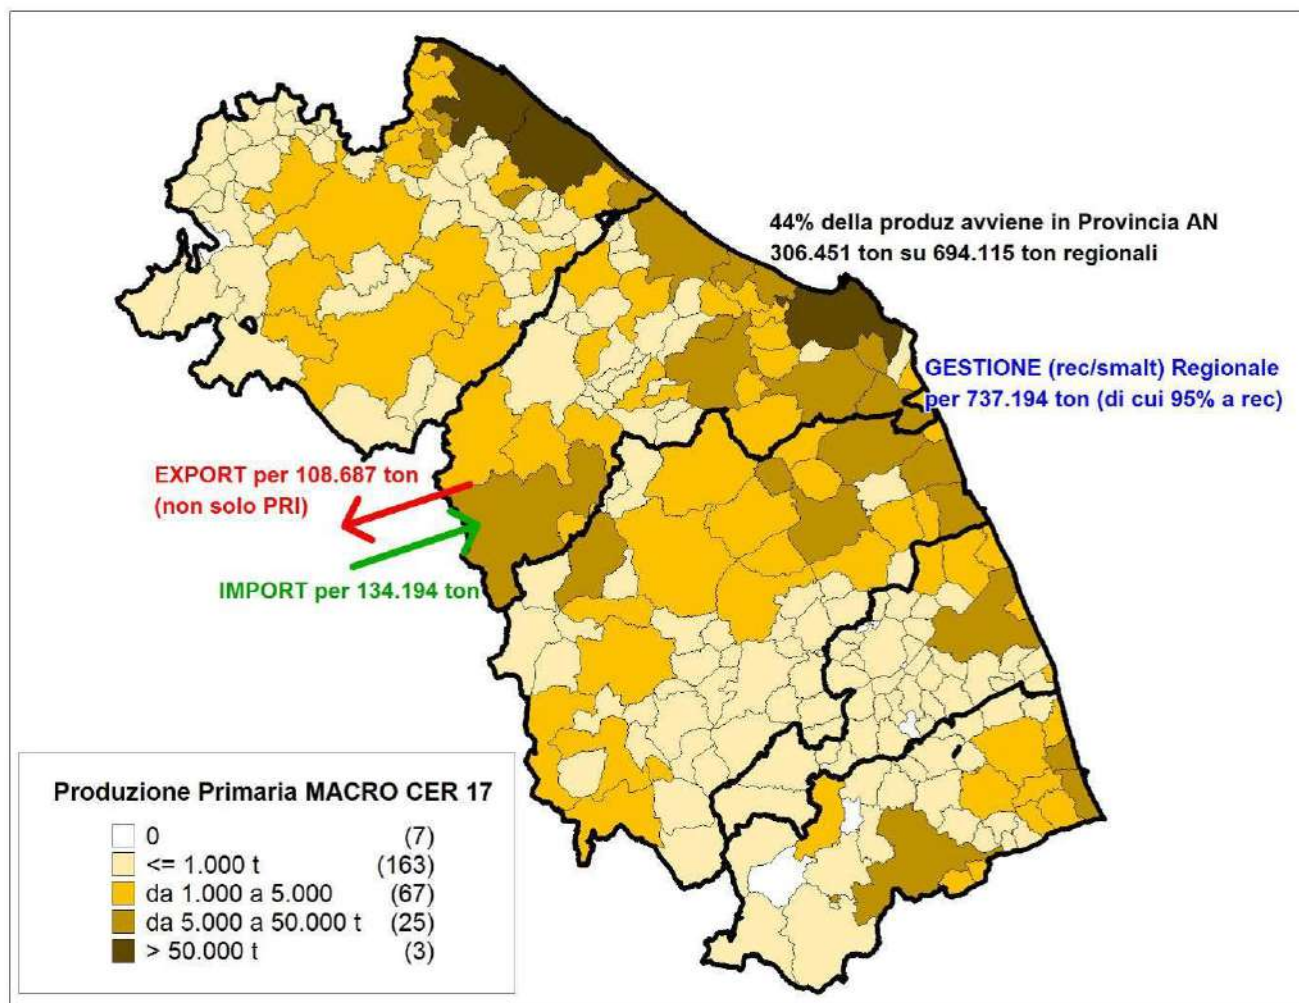 44% della produz avviene in Provincia AN
306.451 ton su 694.115 ton regionali
GESTIONE (rec/smalt) Regionale
per 737.194 ton (di cui 95% a rec)
EXPORT per 108.687 ton
(non solo PRI)
IMPORT per 134.194 ton
Produzione Primaria MACRO CER 17
0 (7)
<= 1.000 t (163)
da 1.000 a 5.000 (67)
da 5.000 a 50.000 t (25)
> 50.000 t (3)